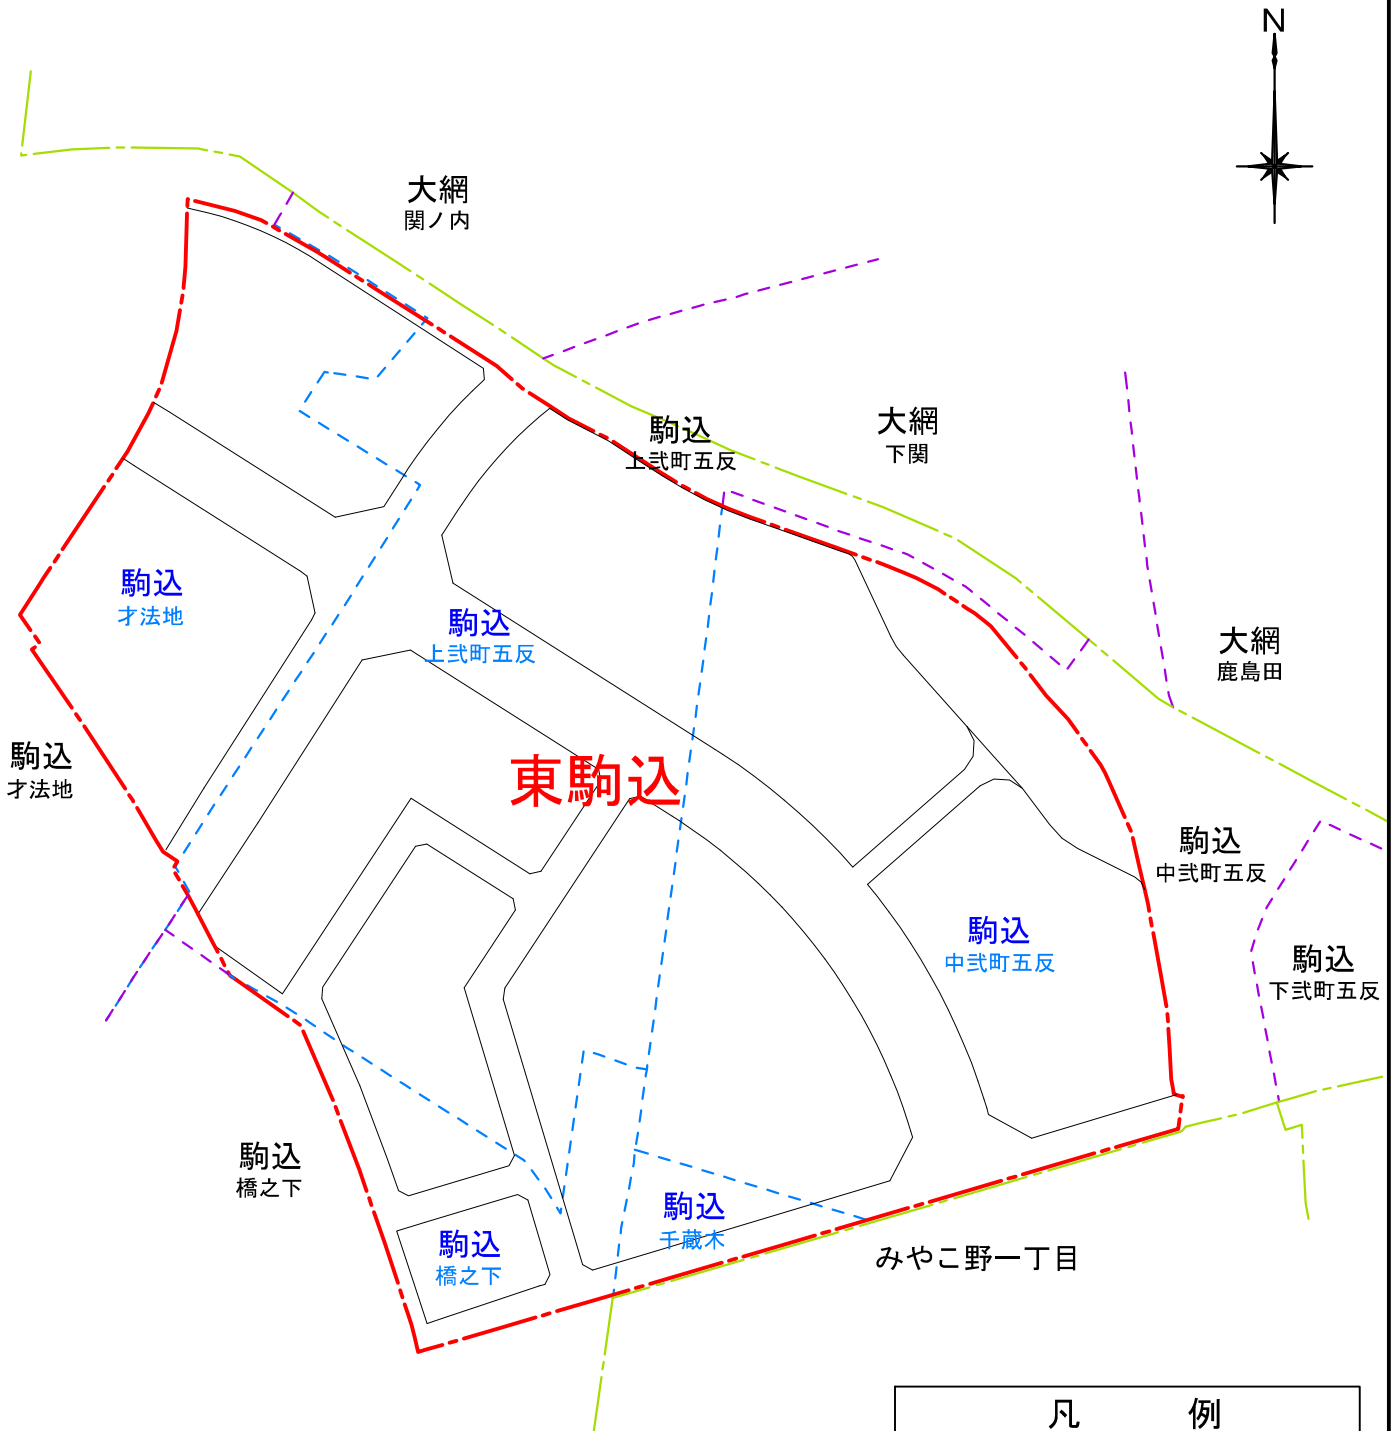 N
大網
関ノ内
駒込
上弐町五反
大網
下関
駒込
才法地
駒込
上弐町五反
大網
鹿島田
駒込
才法地
東駒込
駒込
中弐町五反
駒込
中弐町五反
駒込
下弐町五反
駒込
橋之下
駒込
千蔵木
駒込
橋之下
みやこ野一丁目
凡 例